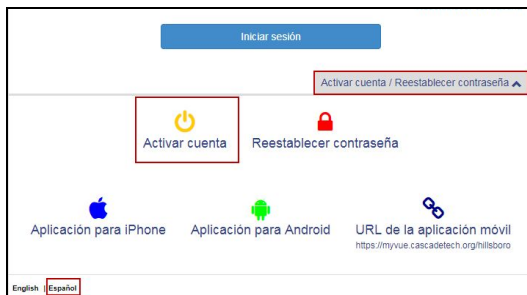 Iniciar sesión
Activar cuenta / Reestablecer contraseña
Activar cuenta
Reestablecer contraseña
Aplicación para iPhone
Aplicación para Android
URL de la aplicación móvil
https://myvue.cascadetech.org/hillsboro
English | Español